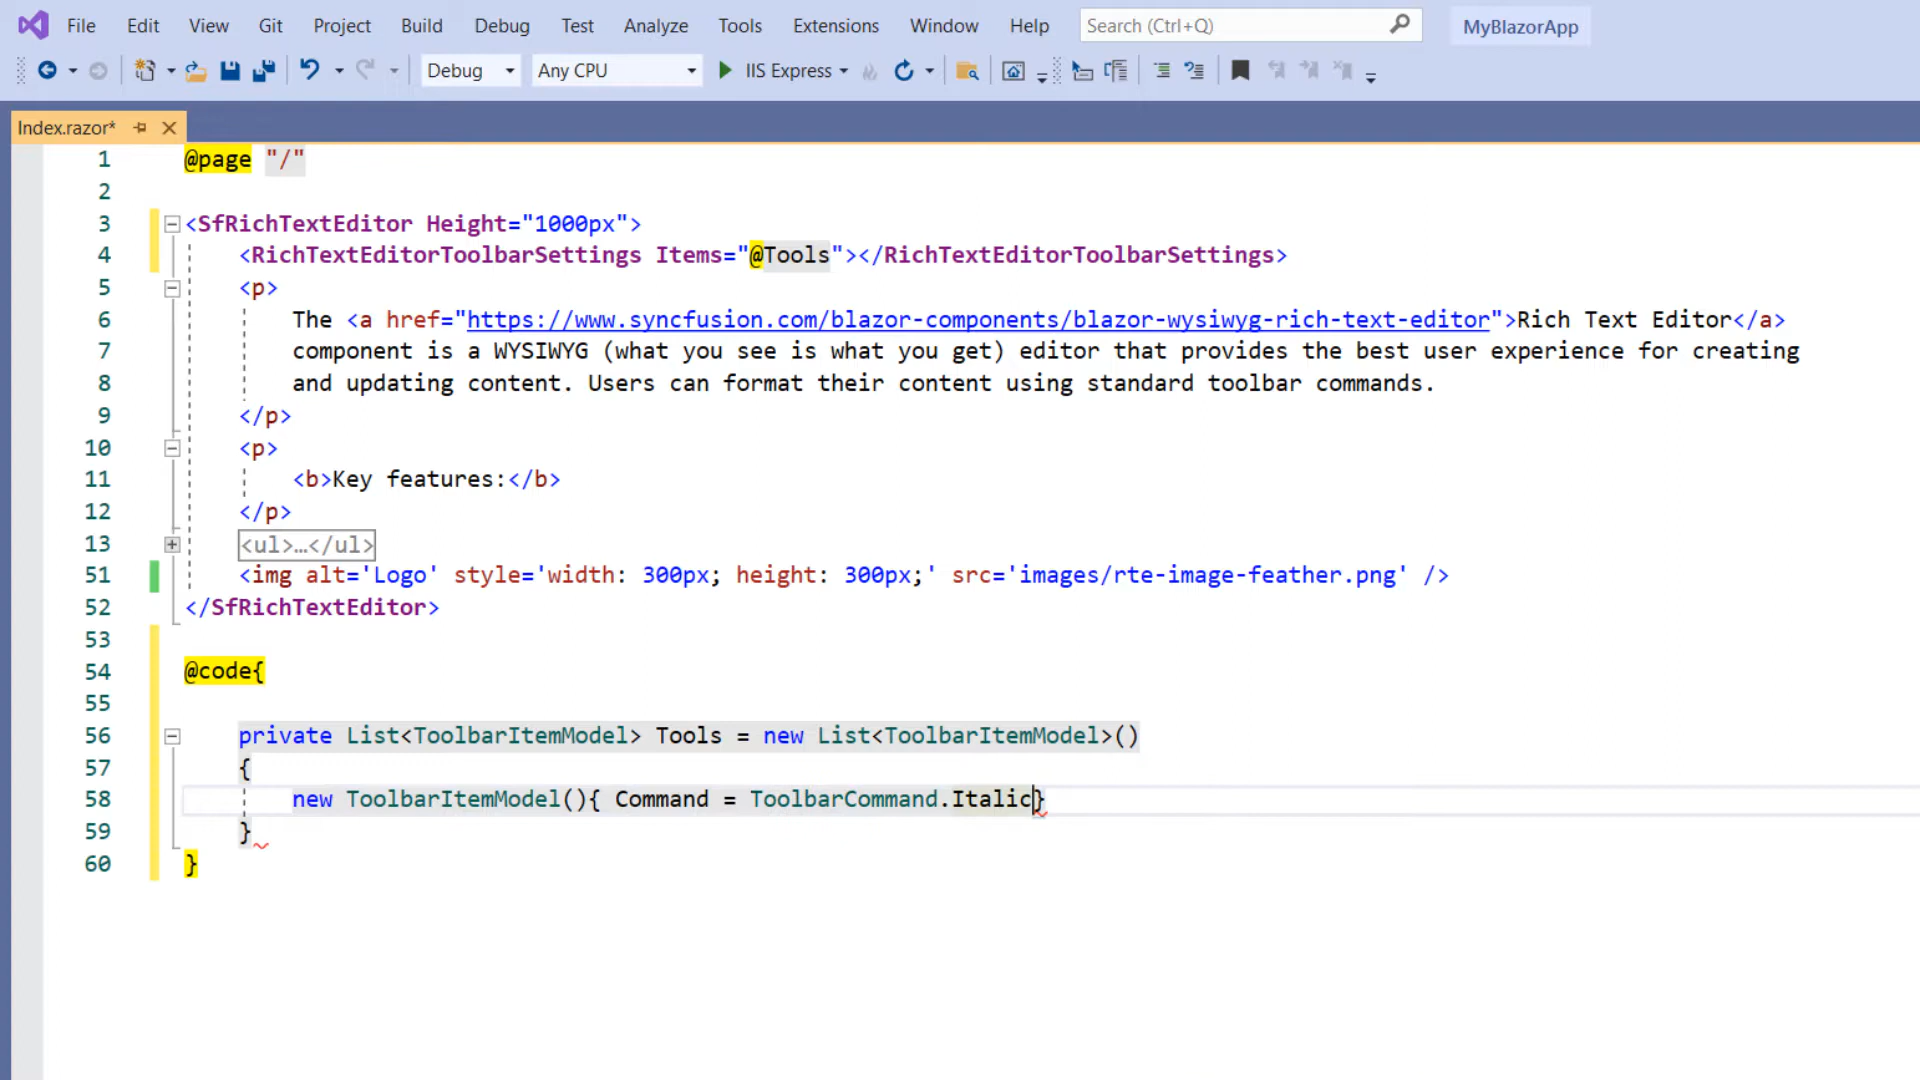 File Edit View Git Project Build Debug Test Analyze Tools Extensions Window Help Search (Ctrl+Q) MyBlazorApp
Debug Any CPU IIS Express
Index.razor*
1 @page "/"
2
3 <SfRichTextEditor Height="1000px">
4 <RichTextEditorToolbarSettings Items="@Tools"></RichTextEditorToolbarSettings>
5 <p>
6 The <a href="https://www.syncfusion.com/blazor-components/blazor-wysiwyg-rich-text-editor">Rich Text Editor</a>
7 component is a WYSIWYG (what you see is what you get) editor that provides the best user experience for creating
8 and updating content. Users can format their content using standard toolbar commands.
9 </p>
10 <p>
11 <b>Key features:</b>
12 </p>
13 <ul>…</ul>
51 <img alt='Logo' style='width: 300px; height: 300px;' src='images/rte-image-feather.png' />
52 </SfRichTextEditor>
53
54 @code{
55
56 private List<ToolbarItemModel> Tools = new List<ToolbarItemModel>()
57 {
58 new ToolbarItemModel(){ Command = ToolbarCommand.Italic}
59 }
60 }